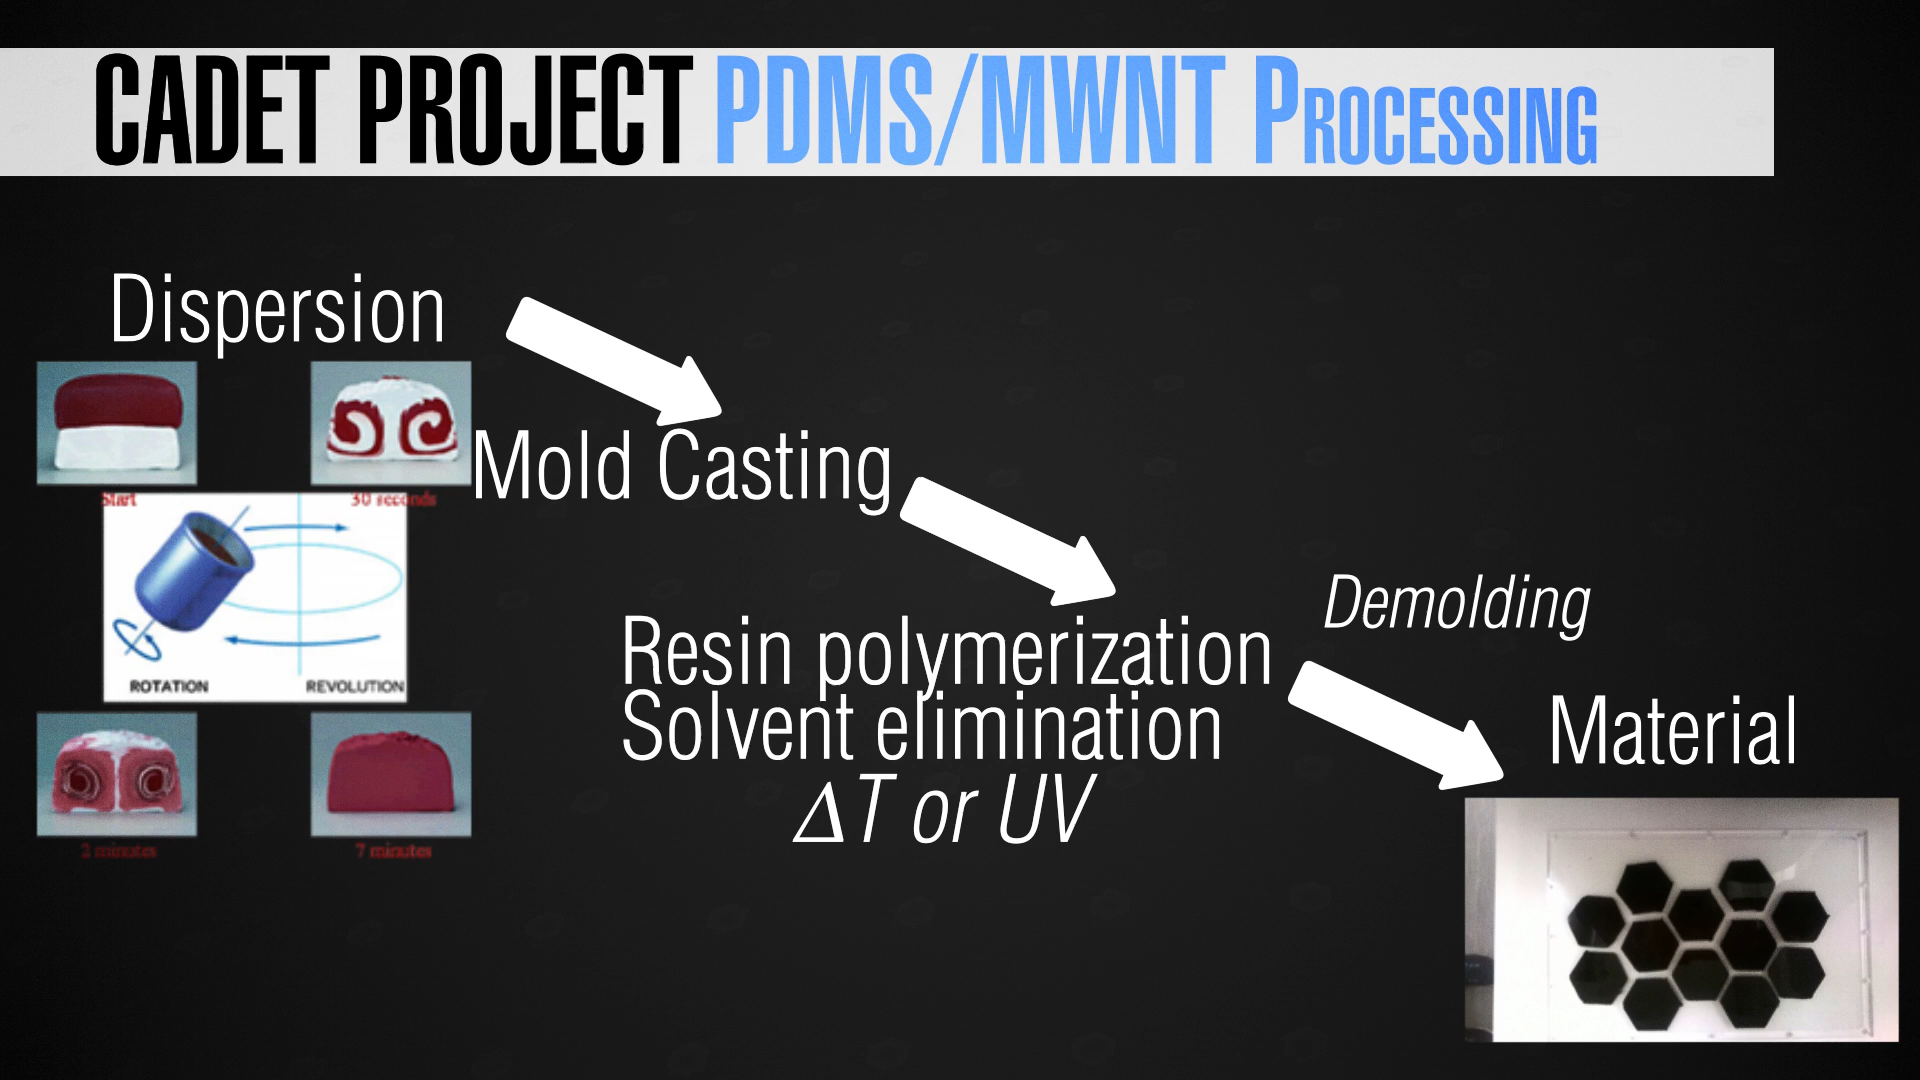 CADET PROJECT PDMS/MWNT Processing
Dispersion
Start
30 seconds
ROTATION
REVOLUTION
2 minutes
7 minutes
Mold Casting
Resin polymerization
Solvent elimination
ΔT or UV
Demolding
Material